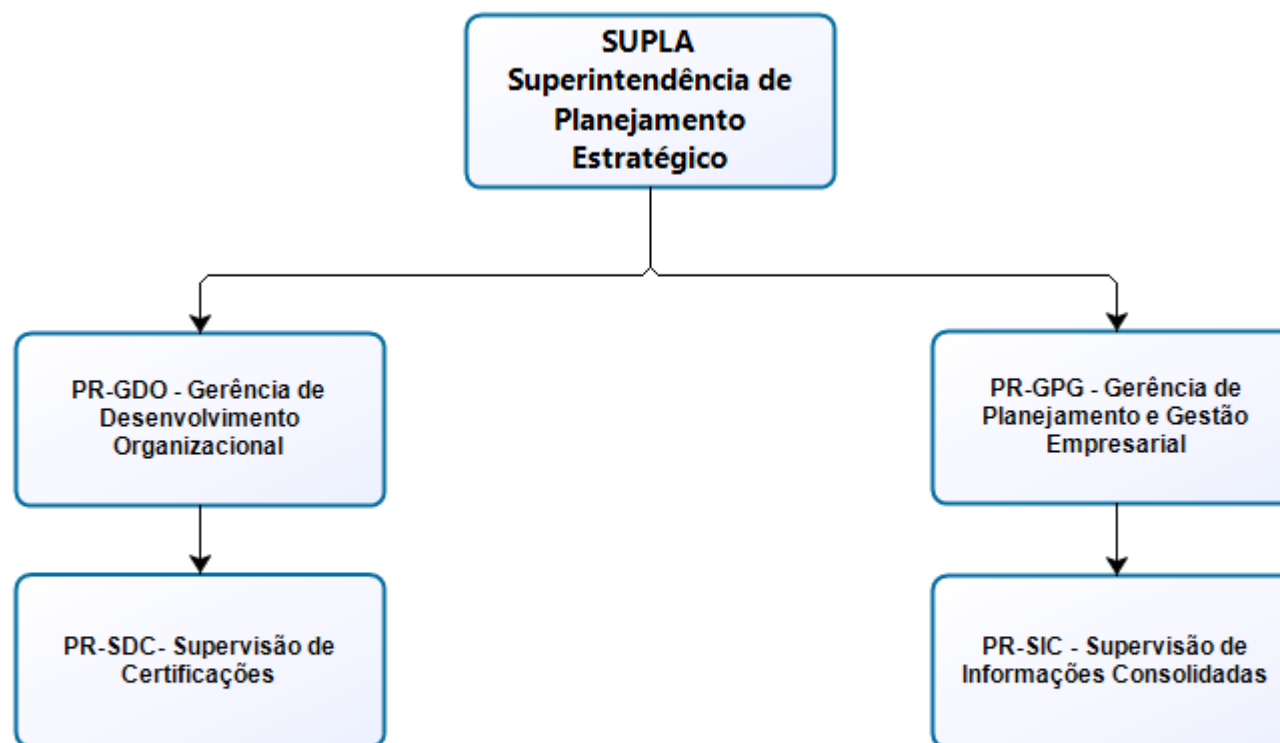 SUPLA
Superintendência de
Planejamento
Estratégico
PR-GDO - Gerência de
Desenvolvimento
Organizacional
PR-GPG - Gerência de
Planejamento e Gestão
Empresarial
PR-SDC- Supervisão de
Certificações
PR-SIC - Supervisão de
Informações Consolidadas